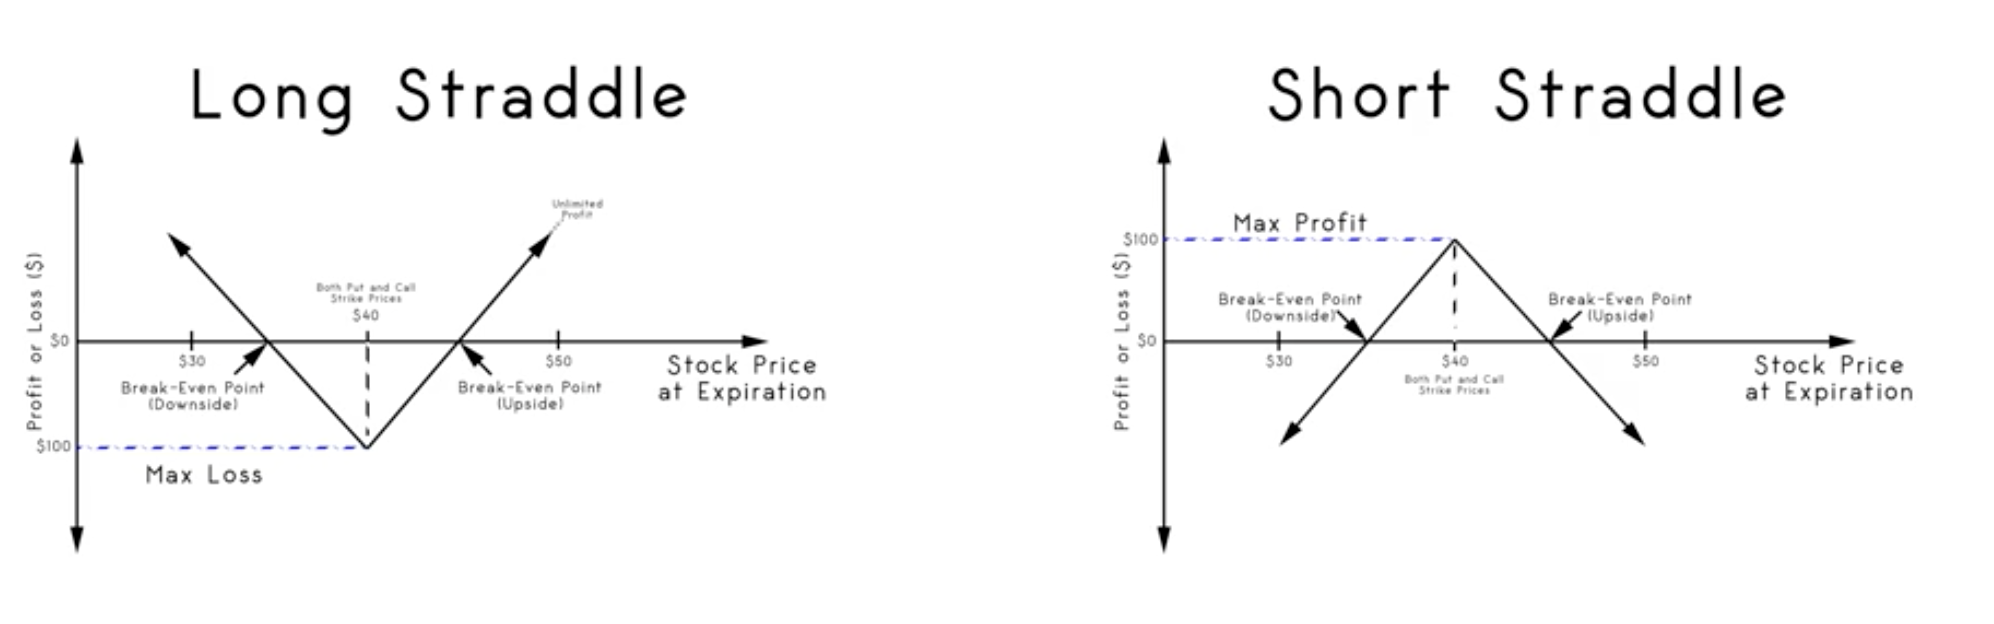 Long Straddle
Unlimited
Profit
Both Put and Call
Strike Prices
$40
Profit or Loss ($)
$0
$30
$50
Break-Even Point
(Downside)
Break-Even Point
(Upside)
Stock Price
at Expiration
$100
Max Loss
Short Straddle
Max Profit
$100
Profit or Loss ($)
Break-Even Point
(Downside)
Break-Even Point
(Upside)
$0
$30
$40
$50
Both Put and Call
Strike Prices
Stock Price
at Expiration